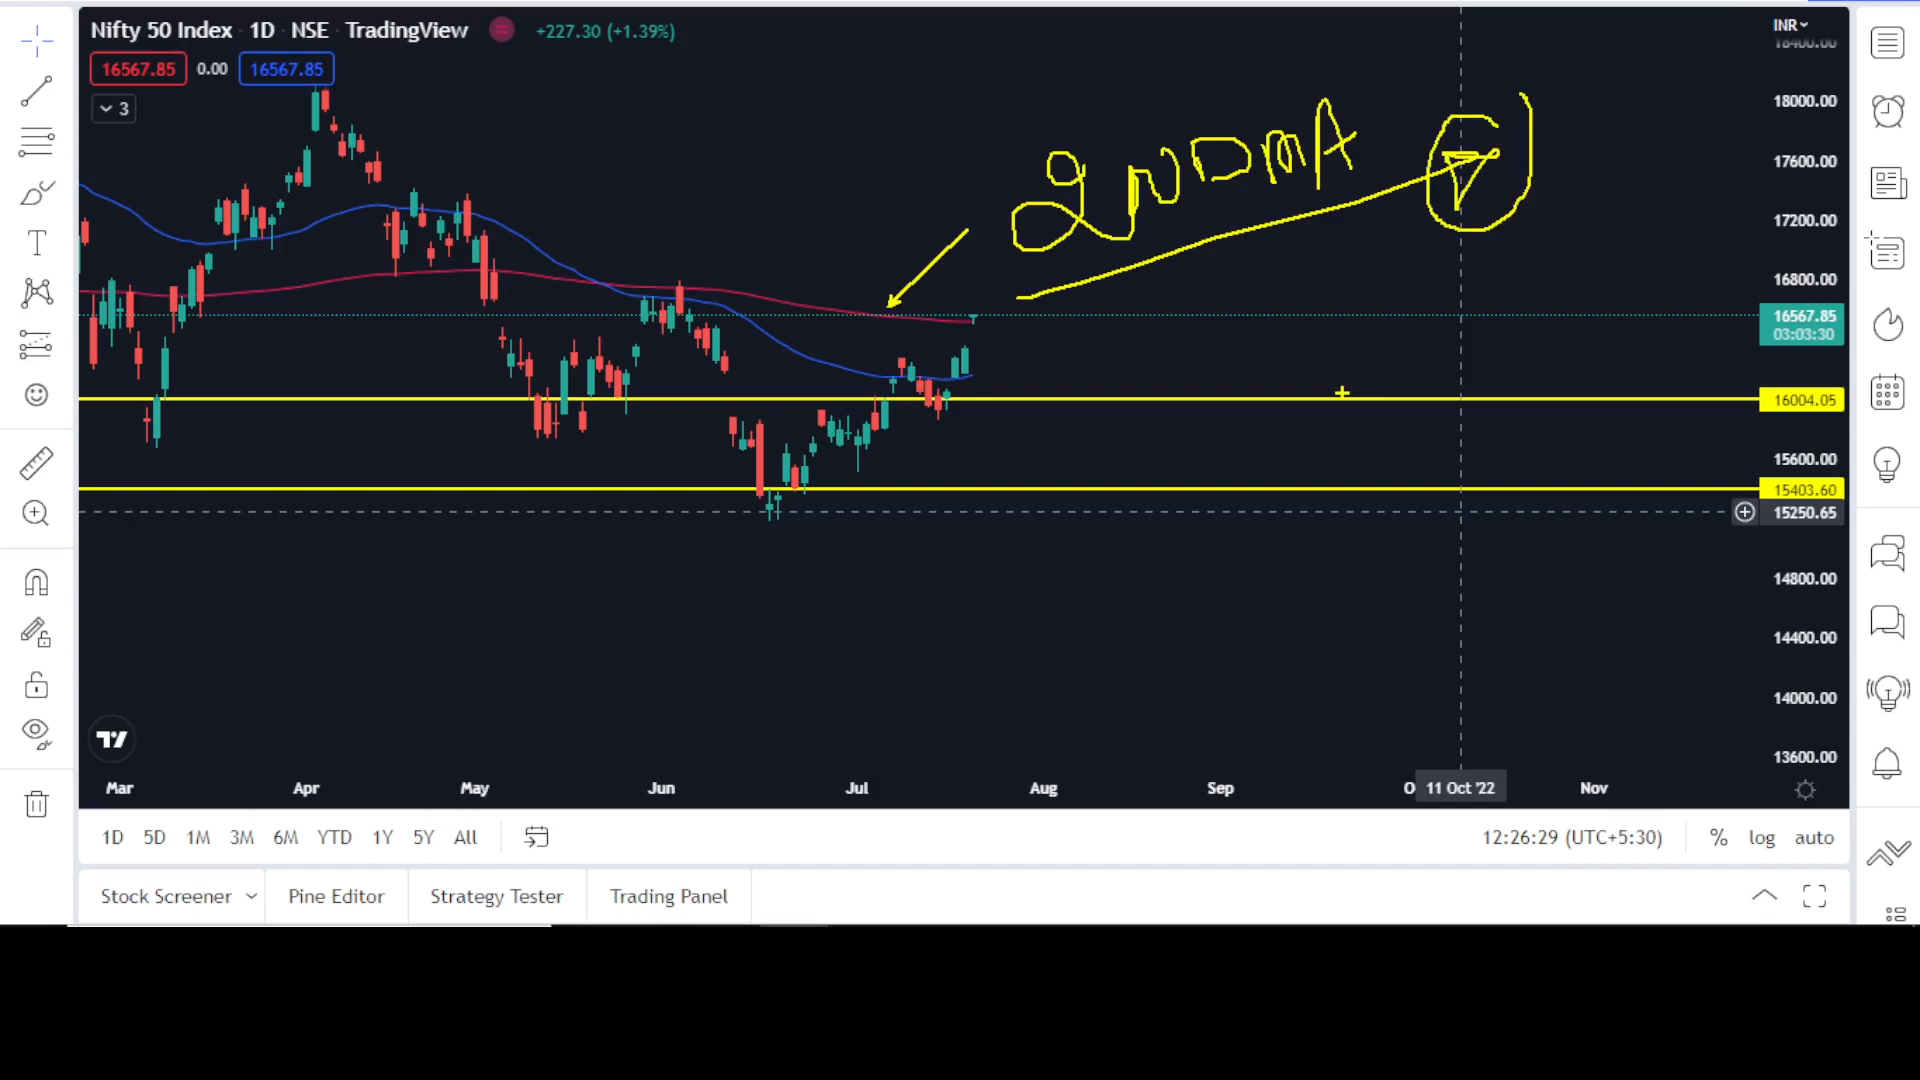 Nifty 50 Index · 1D · NSE · TradingView
+227.30 (+1.39%)
16567.85 0.00 16567.85
3
INR
18400.00
18000.00
17600.00
17200.00
16800.00
16567.85
03:03:30
16004.05
15600.00
15403.60
15250.65
14800.00
14400.00
14000.00
13600.00
DMA
Mar Apr May Jun Jul Aug Sep O 11 Oct '22 Nov
1D 5D 1M 3M 6M YTD 1Y 5Y All
12:26:29 (UTC+5:30) % log auto
Stock Screener Pine Editor Strategy Tester Trading Panel